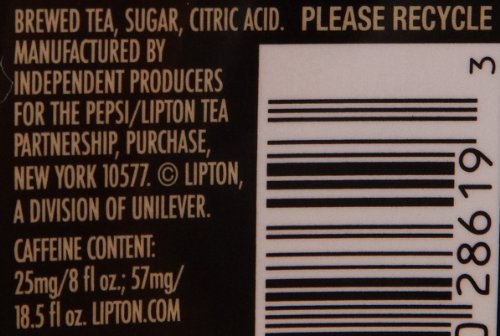 BREWED TEA, SUGAR, CITRIC ACID.
MANUFACTURED BY
INDEPENDENT PRODUCERS
FOR THE PEPSI/LIPTON TEA
PARTNERSHIP, PURCHASE,
NEW YORK 10577. © LIPTON,
A DIVISION OF UNILEVER.
CAFFEINE CONTENT:
25mg/8 fl oz.; 57mg/
18.5 fl oz. LIPTON.COM
PLEASE RECYCLE
3
028619